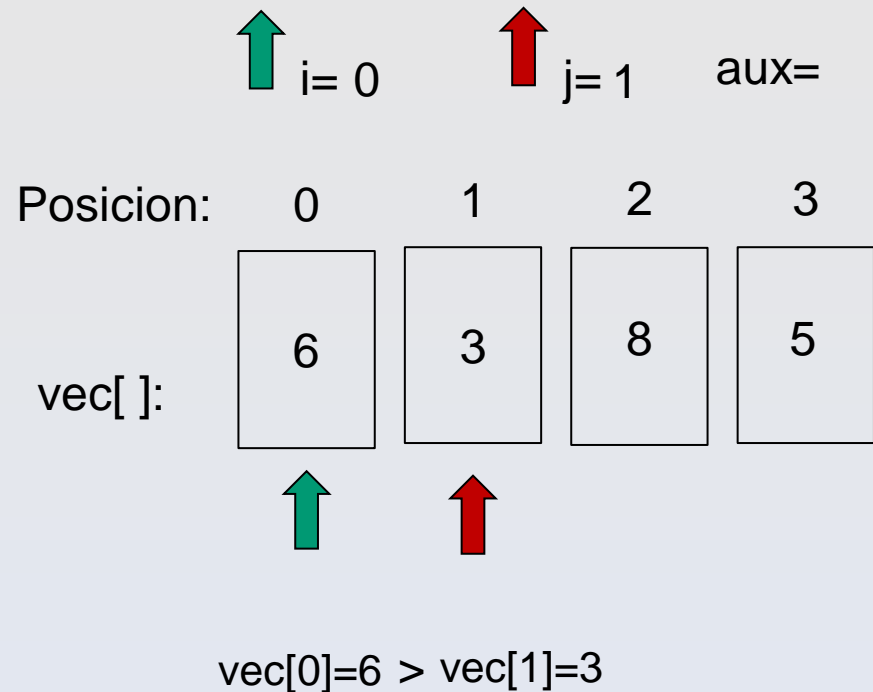 i= 0 j= 1 aux=
Posicion: 0 1 2 3
6 3 8 5
vec[ ]:
vec[0]=6 > vec[1]=3